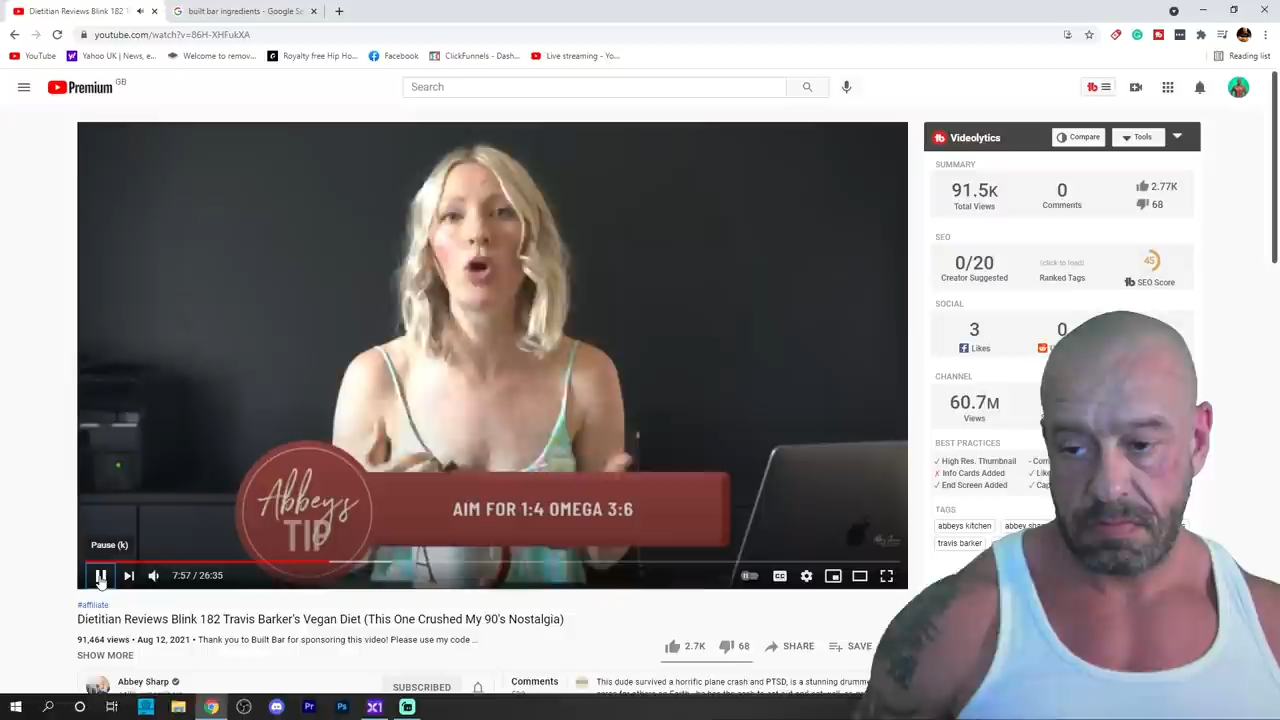 Dietitian Reviews Blink 182
built bar ingredients - Google Se
youtube.com/watch?v=86H-XHFukXA
YouTube
Yahoo UK | News, e...
Welcome to remov...
Royalty free Hip Ho...
Facebook
ClickFunnels - Dash...
Live streaming - Yo...
Reading list
Premium GB
Search
Videolytics
Compare
Tools
SUMMARY
91.5K
Total Views
0
Comments
2.77K
68
SEO
0/20
Creator Suggested
(click to load)
Ranked Tags
45
SEO Score
SOCIAL
3
Likes
0
CHANNEL
60.7M
Views
BEST PRACTICES
✓ High Res. Thumbnail
✗ Info Cards Added
✓ End Screen Added
TAGS
abbeys kitchen
travis barker
Abbey's
TIP
AIM FOR 1:4 OMEGA 3:6
Pause (k)
7:57 / 26:35
#affiliate
Dietitian Reviews Blink 182 Travis Barker's Vegan Diet (This One Crushed My 90's Nostalgia)
91,464 views • Aug 12, 2021 • Thank you to Built Bar for sponsoring this video! Please use my code ...
SHOW MORE
2.7K
68
SHARE
SAVE
Abbey Sharp
SUBSCRIBED
Comments
This dude survived a horrific plane crash and PTSD, is a stunning drumme